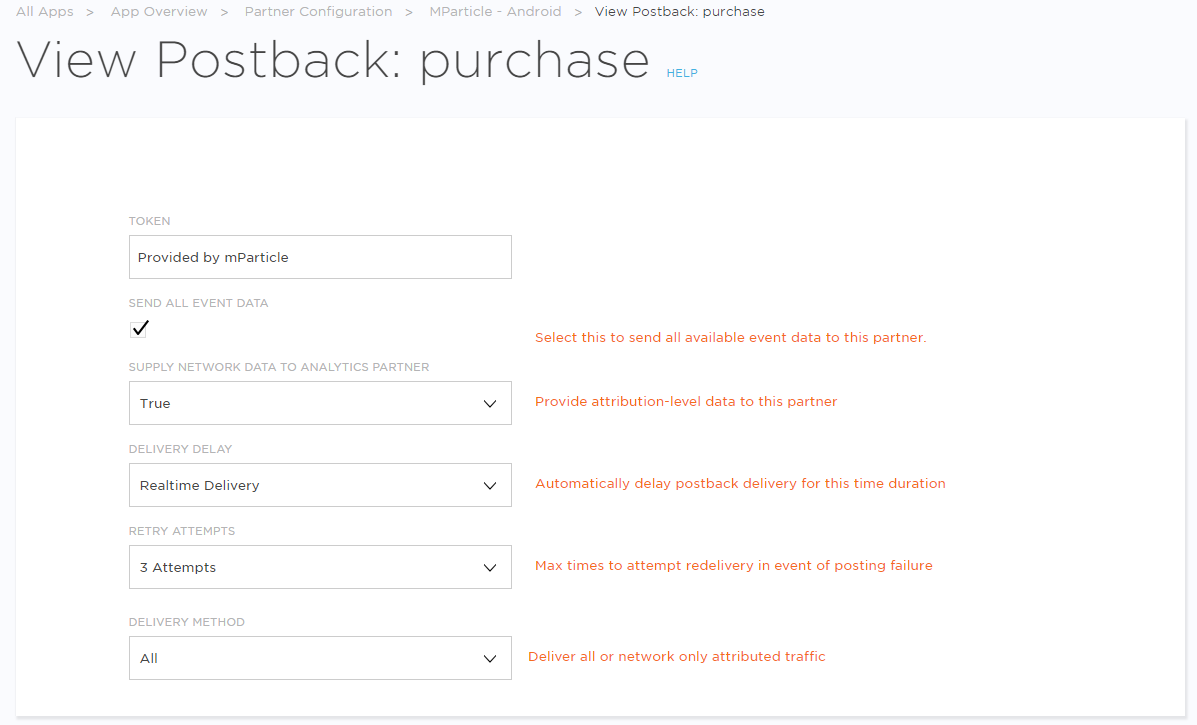 All Apps > App Overview > Partner Configuration > MParticle - Android > View Postback: purchase
View Postback: purchase HELP
TOKEN
Provided by mParticle
SEND ALL EVENT DATA
Select this to send all available event data to this partner.
SUPPLY NETWORK DATA TO ANALYTICS PARTNER
True
Provide attribution-level data to this partner
DELIVERY DELAY
Realtime Delivery
Automatically delay postback delivery for this time duration
RETRY ATTEMPTS
3 Attempts
Max times to attempt redelivery in event of posting failure
DELIVERY METHOD
All
Deliver all or network only attributed traffic